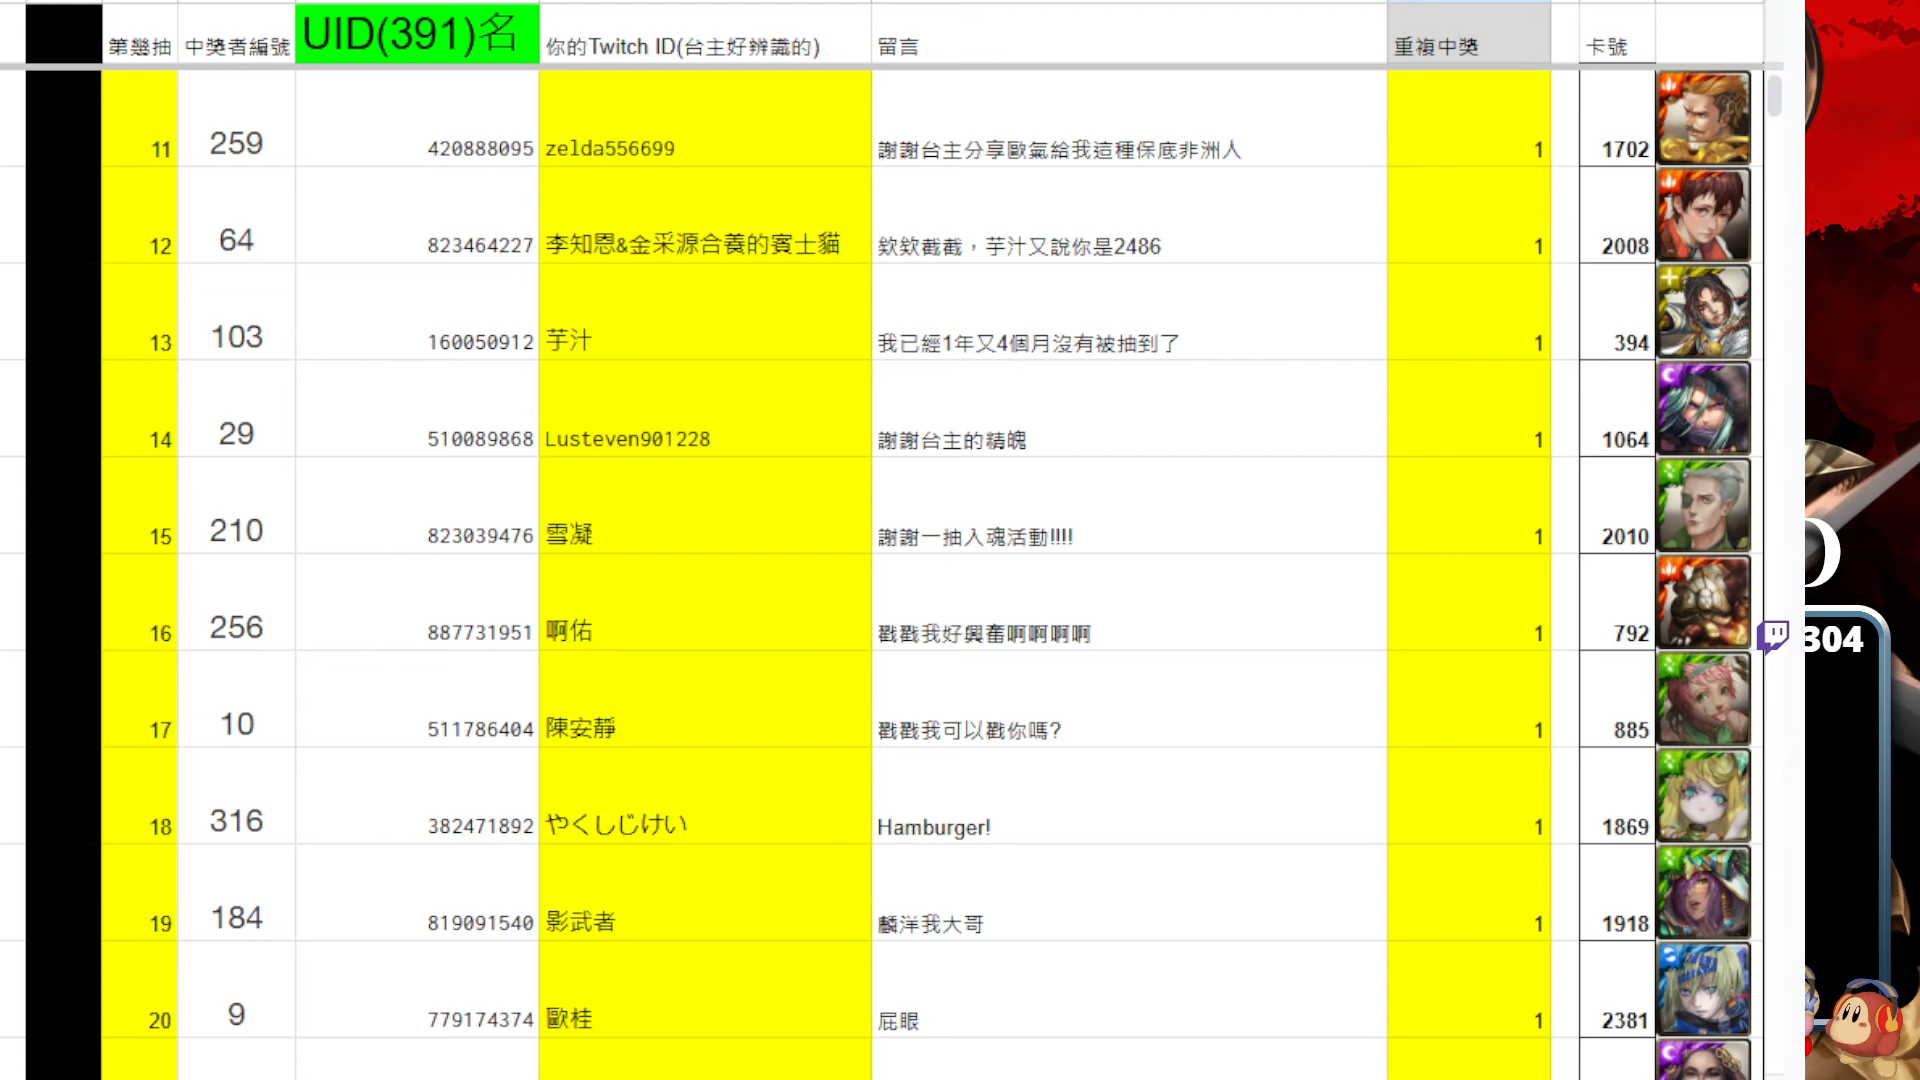 第幾抽 中獎者編號 UID(391)名 你的Twitch ID(台主好辨識的) 留言 重複中獎 卡號
11 259 420888095 zelda556699 謝謝台主分享歐氣給我這種保底非洲人 1 1702
12 64 823464227 李知恩&金采源合養的賓士貓 欸欸截截，芋汁又說你是2486 1 2008
13 103 160050912 芋汁 我已經1年又4個月沒有被抽到了 1 394
14 29 510089868 Lusteven901228 謝謝台主的精魄 1 1064
15 210 823039476 雪凝 謝謝一抽入魂活動!!!! 1 2010
16 256 887731951 啊佑 戳戳我好興奮啊啊啊啊 1 792
304
17 10 511786404 陳安靜 戳戳我可以戳你嗎? 1 885
18 316 382471892 やくしじけい Hamburger! 1 1869
19 184 819091540 影武者 麟洋我大哥 1 1918
20 9 779174374 歐桂 屁眼 1 2381